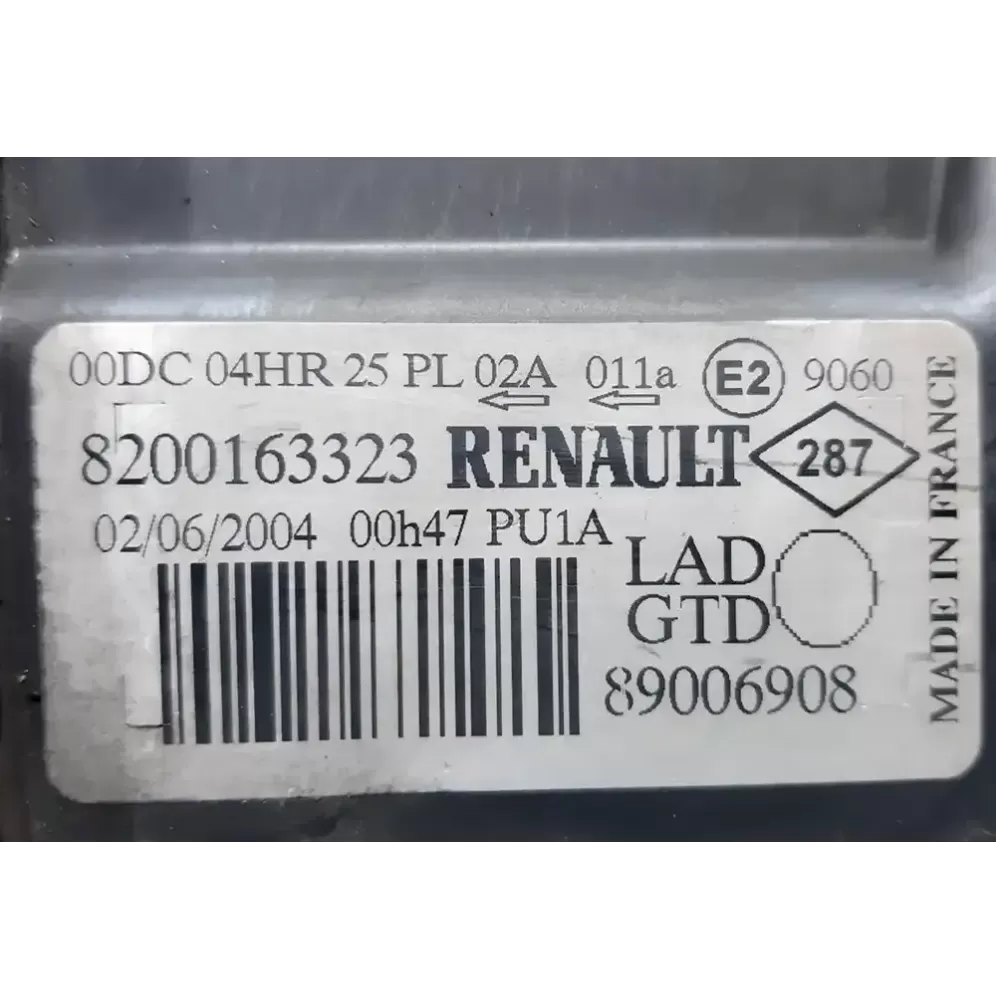 00DC 04HR 25 PL 02A 011a E2 9060
8200163323 RENAULT 287
02/06/2004 00h47 PU1A
LAD
GTD
89006908
MADE IN FRANCE